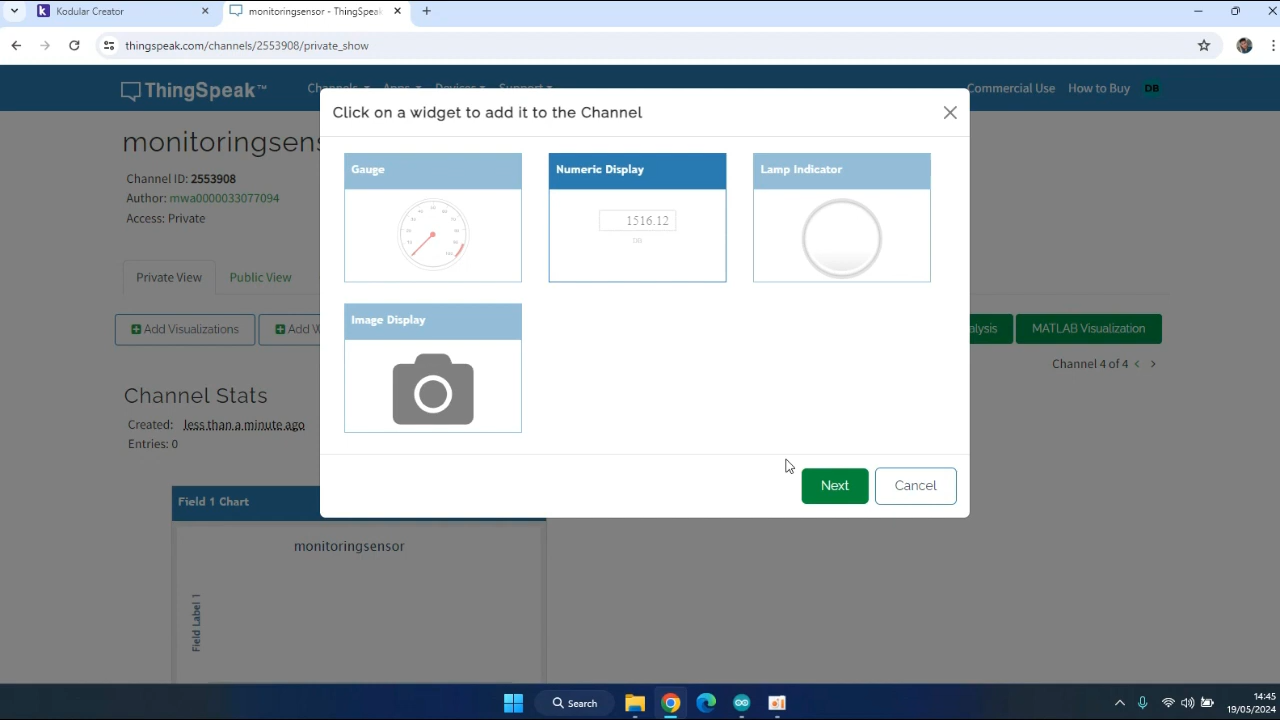 Kodular Creator
monitoringsensor - ThingSpeak
thingspeak.com/channels/2553908/private_show
ThingSpeak™
Channels
Apps
Devices
Support
Commercial Use
How to Buy
DB
monitoringsens
Channel ID: 2553908
Author: mwa0000033077094
Access: Private
Private View
Public View
Add Visualizations
Add W
alysis
MATLAB Visualization
Channel 4 of 4
Click on a widget to add it to the Channel
Gauge
Numeric Display
1516.12
Lamp Indicator
Image Display
Next
Cancel
Channel Stats
Created: less than a minute ago
Entries: 0
Field 1 Chart
monitoringsensor
Field Label 1
Search
14:45
19/05/2024